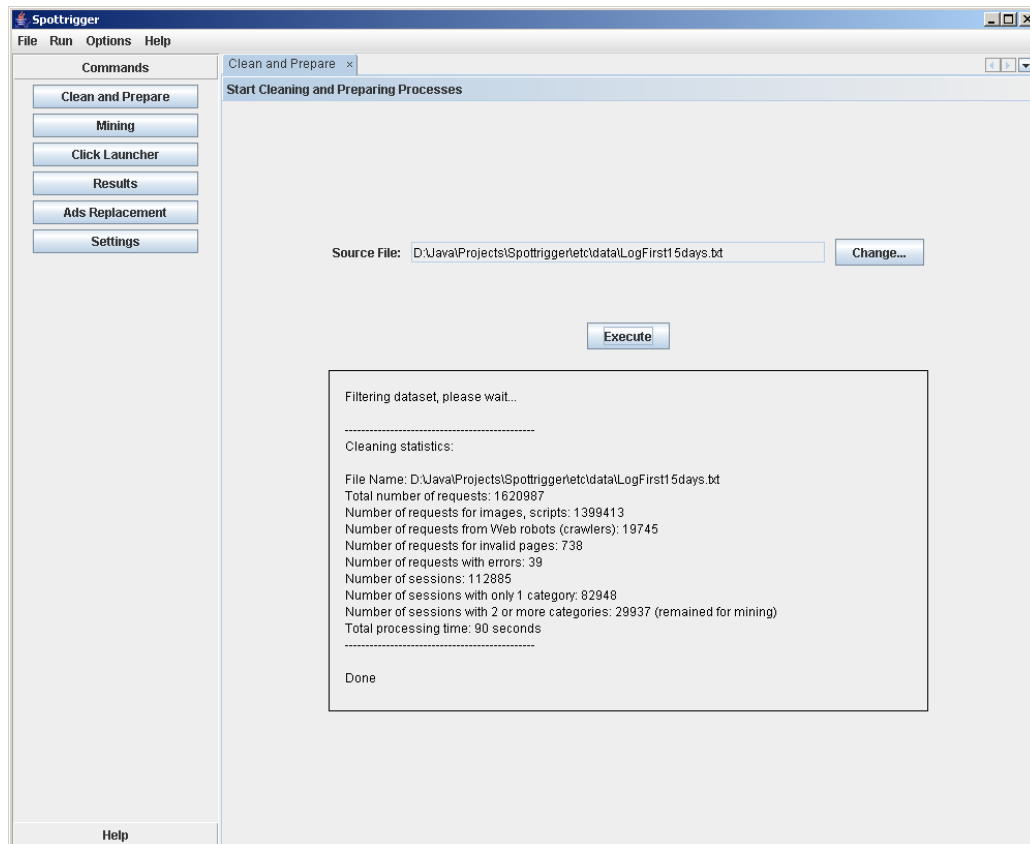 Spottrigger
File Run Options Help
Commands
Clean and Prepare
Mining
Click Launcher
Results
Ads Replacement
Settings
Help
Clean and Prepare ×
Start Cleaning and Preparing Processes
Source File: D:\Java\Projects\Spottrigger\etc\data\LogFirst15days.txt Change...
Execute
Filtering dataset, please wait...
----------------------------------------------
Cleaning statistics:
File Name: D:\Java\Projects\Spottrigger\etc\data\LogFirst15days.txt
Total number of requests: 1620987
Number of requests for images, scripts: 1399413
Number of requests from Web robots (crawlers): 19745
Number of requests for invalid pages: 738
Number of requests with errors: 39
Number of sessions: 112885
Number of sessions with only 1 category: 82948
Number of sessions with 2 or more categories: 29937 (remained for mining)
Total processing time: 90 seconds
----------------------------------------------
Done